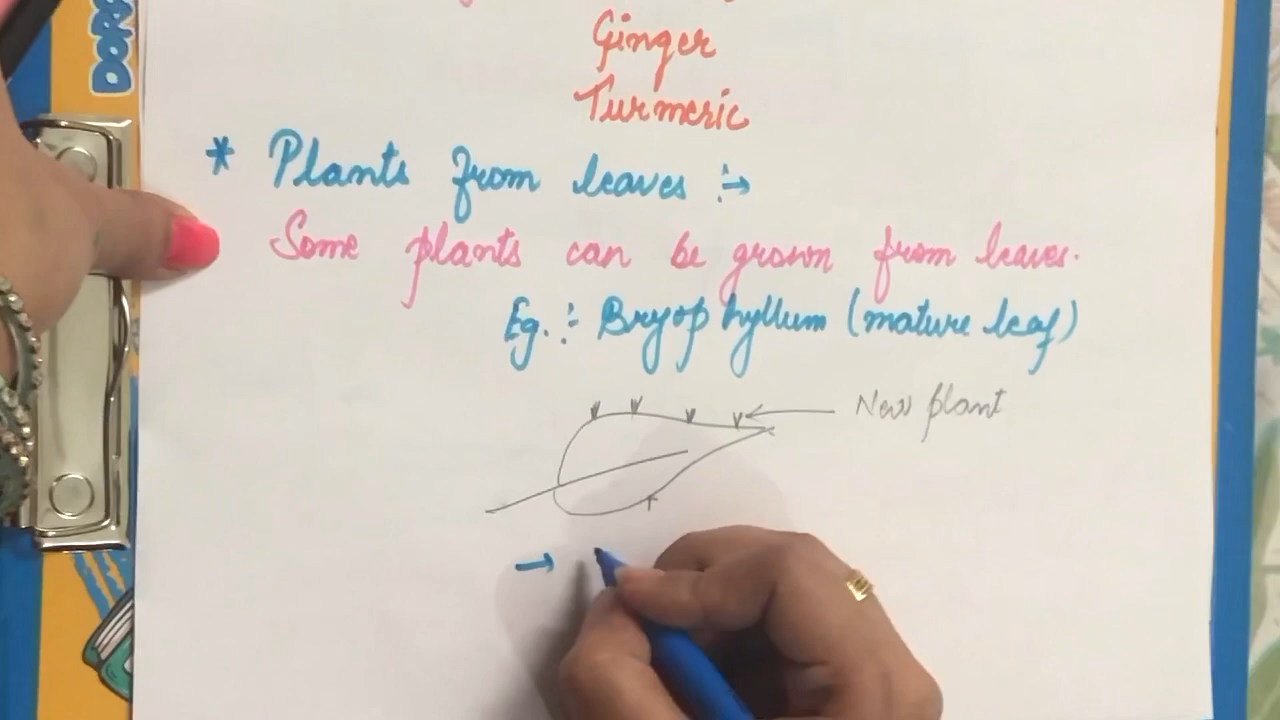 Ginger
Turmeric
* Plants from leaves :→
Some plants can be grown from leaves.
Eg. :- Bryophyllum (mature leaf)
New plant
→